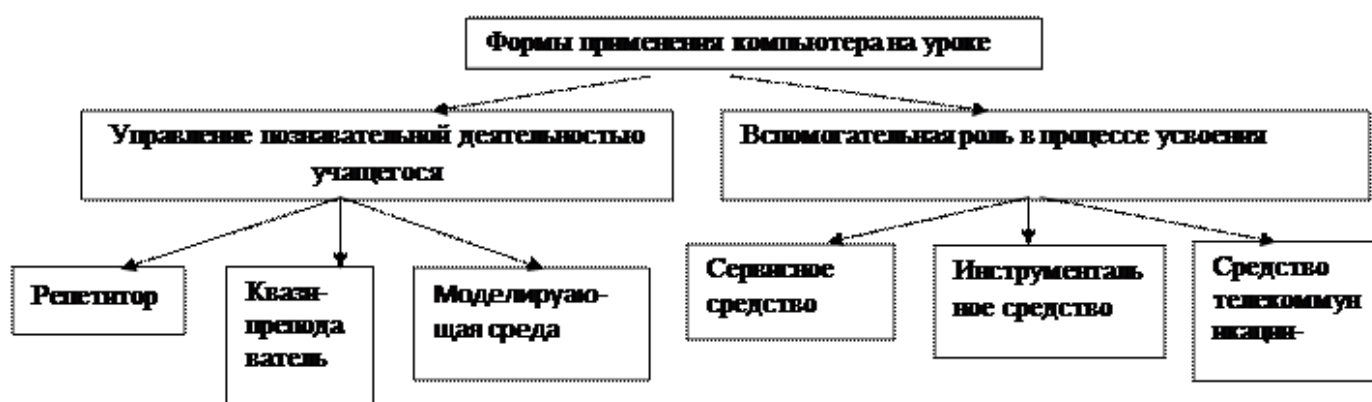 Формы применения компьютера на уроке
Управление познавательной деятельностью
учащегося
Вспомогательная роль в процессе усвоения
Репетитор
Квази-
препода
ватель
Моделируаю-
щая среда
Сервисное
средство
Инструменталь
ное средство
Средство
телекоммун
икации-